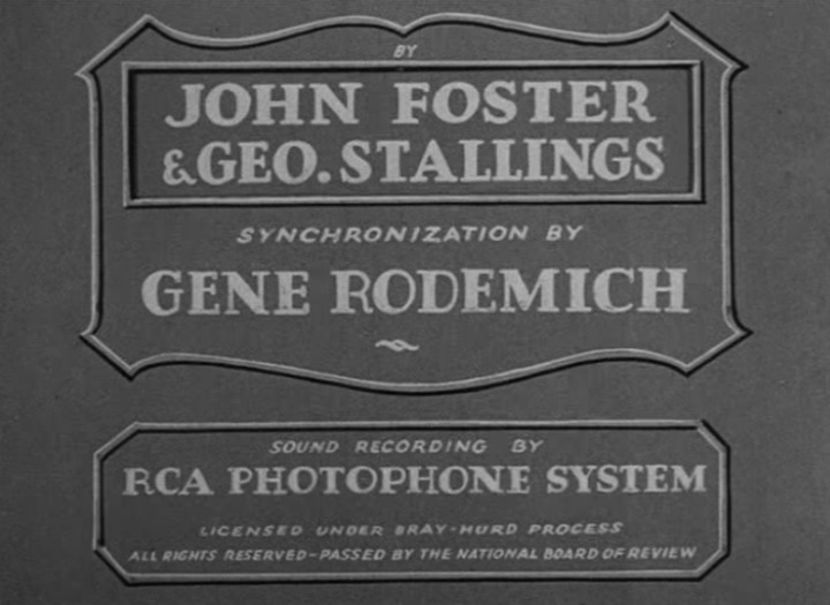 BY
JOHN FOSTER
& GEO. STALLINGS
SYNCHRONIZATION BY
GENE RODEMICH
SOUND RECORDING BY
RCA PHOTOPHONE SYSTEM
LICENSED UNDER BRAY-HURD PROCESS
ALL RIGHTS RESERVED-PASSED BY THE NATIONAL BOARD OF REVIEW